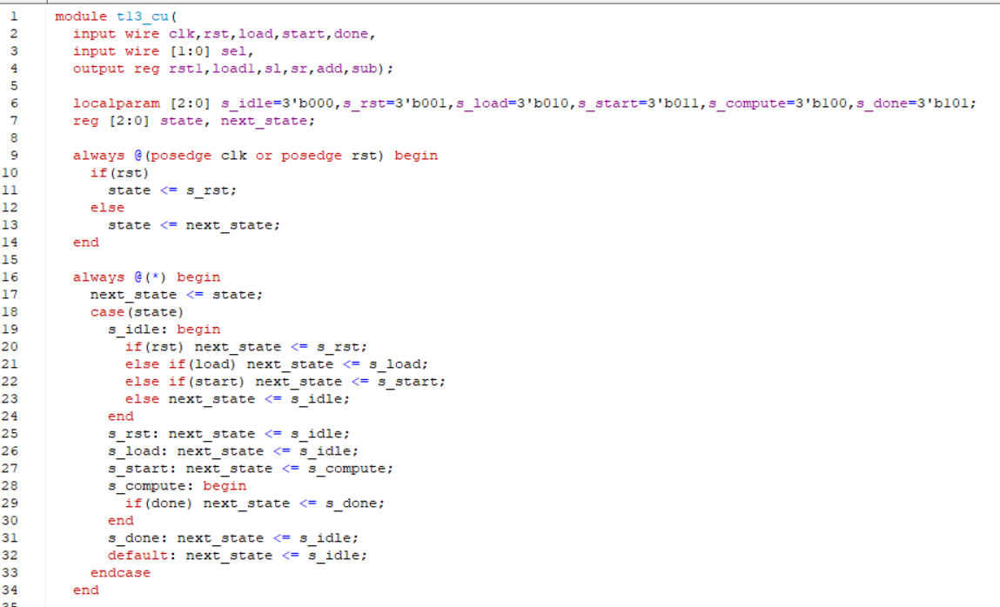 1 module t13_cu(
2 input wire clk,rst,load,start,done,
3 input wire [1:0] sel,
4 output reg rst1,load1,sl,sr,add,sub);
5
6 localparam [2:0] s_idle=3'b000,s_rst=3'b001,s_load=3'b010,s_start=3'b011,s_compute=3'b100,s_done=3'b101;
7 reg [2:0] state, next_state;
8
9 always @(posedge clk or posedge rst) begin
10 if(rst)
11 state <= s_rst;
12 else
13 state <= next_state;
14 end
15
16 always @(*) begin
17 next_state <= state;
18 case(state)
19 s_idle: begin
20 if(rst) next_state <= s_rst;
21 else if(load) next_state <= s_load;
22 else if(start) next_state <= s_start;
23 else next_state <= s_idle;
24 end
25 s_rst: next_state <= s_idle;
26 s_load: next_state <= s_idle;
27 s_start: next_state <= s_compute;
28 s_compute: begin
29 if(done) next_state <= s_done;
30 end
31 s_done: next_state <= s_idle;
32 default: next_state <= s_idle;
33 endcase
34 end
35